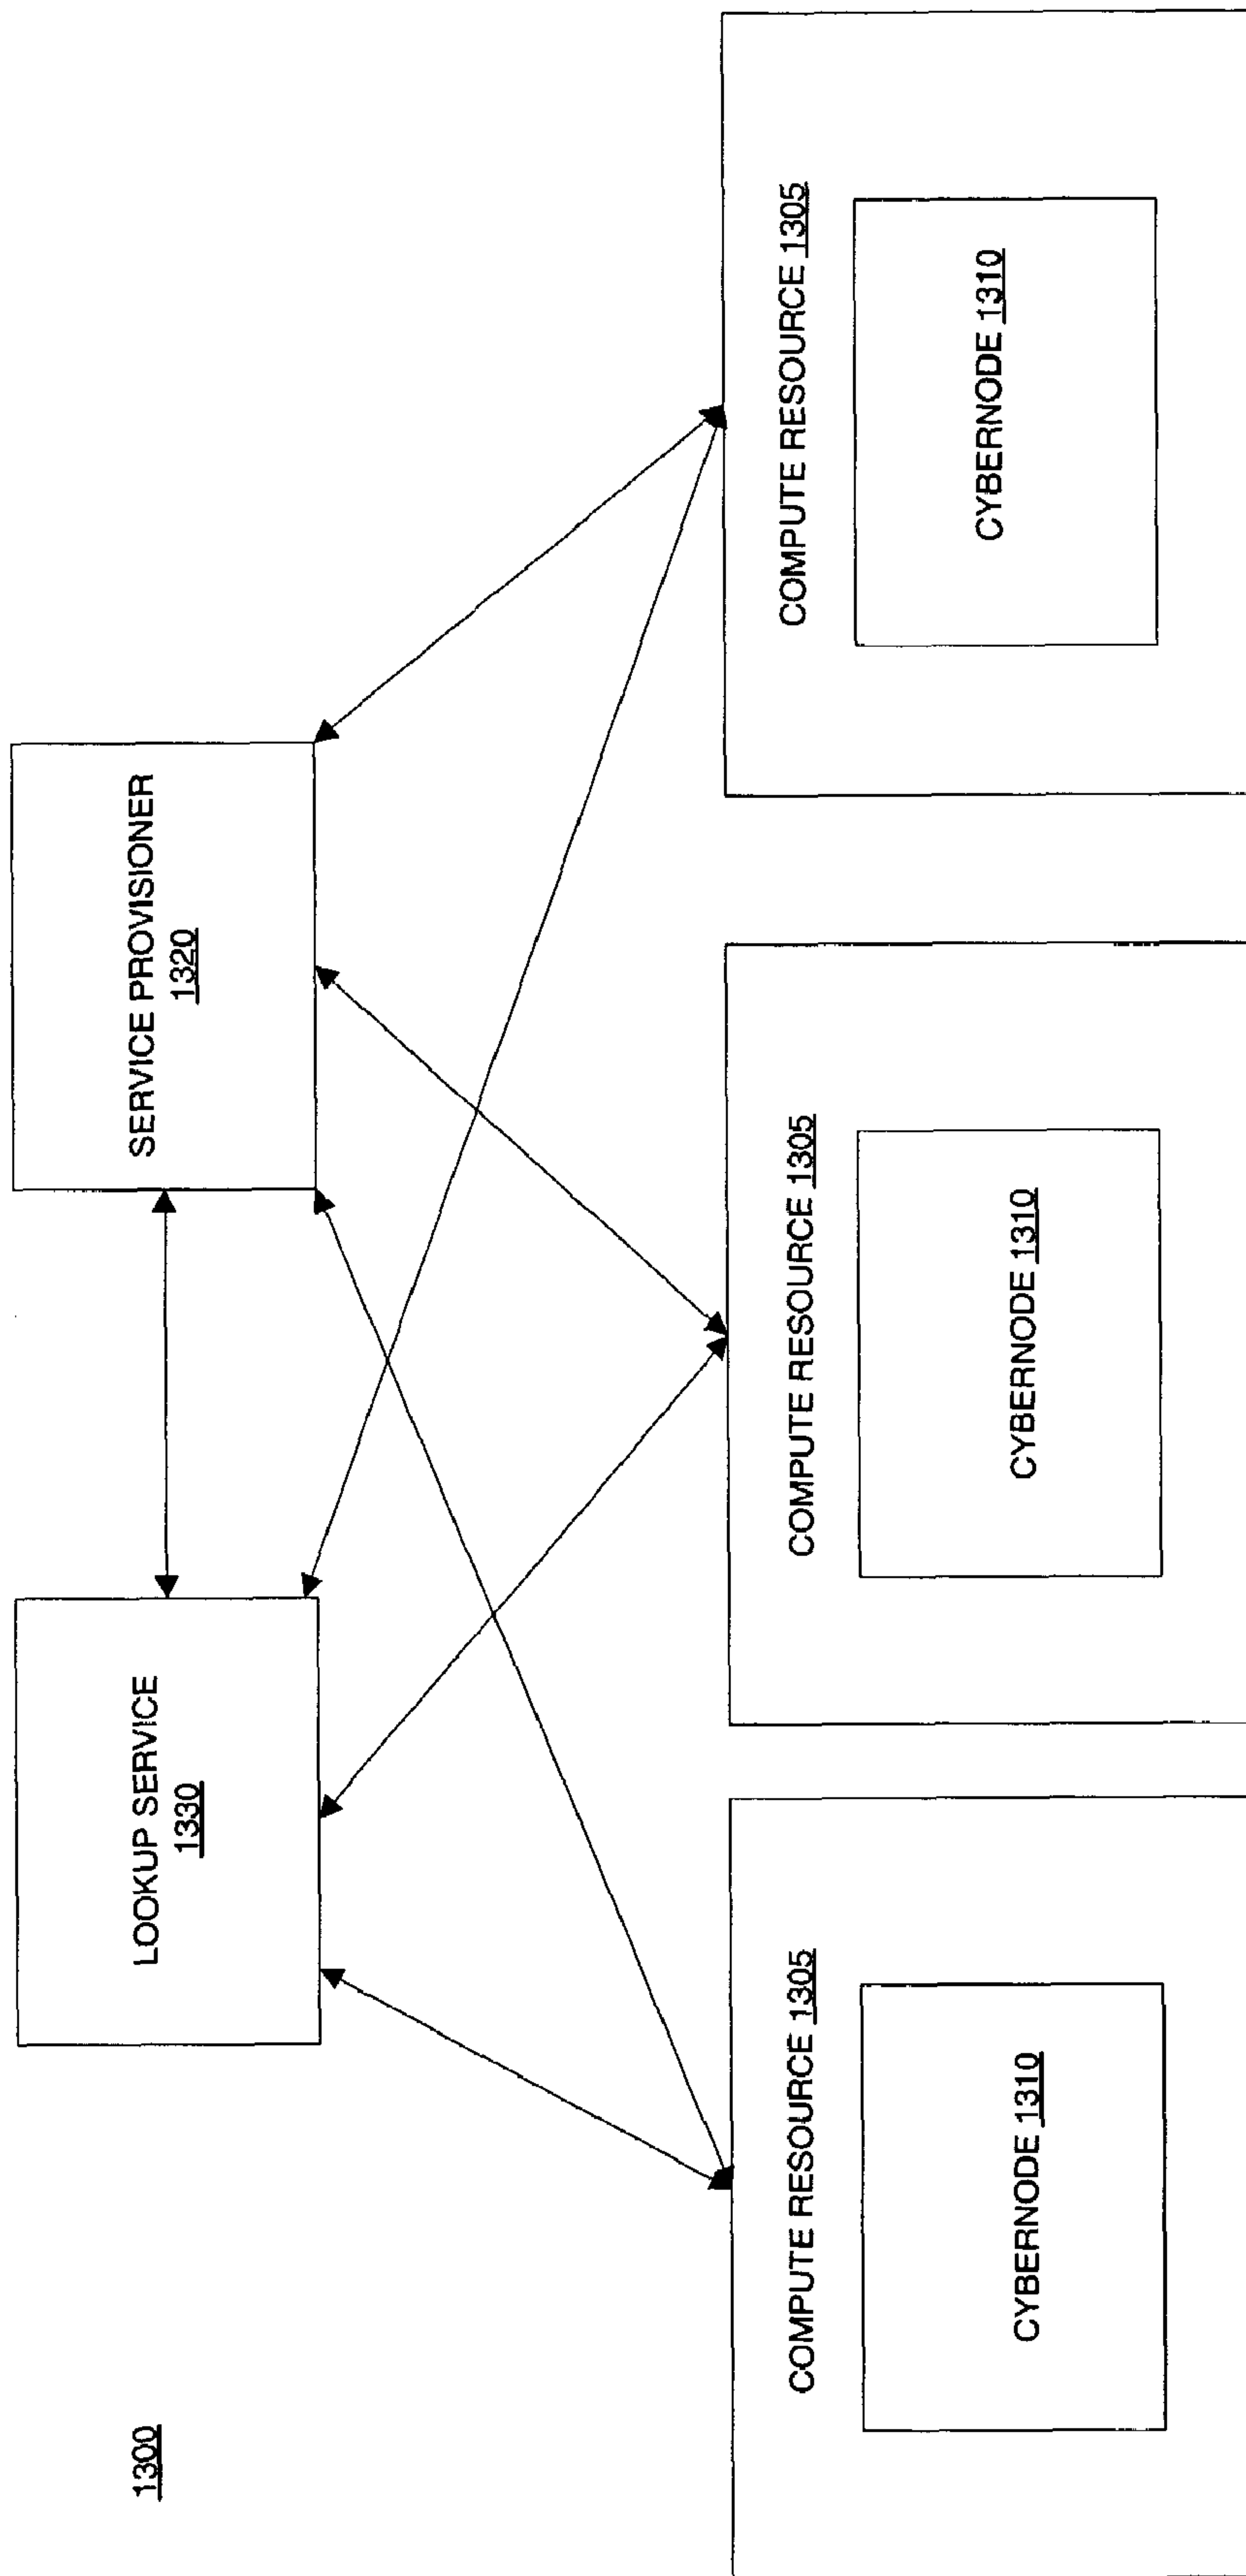 1300
LOOKUP SERVICE
1330
SERVICE PROVISIONER
1320
COMPUTE RESOURCE 1305
CYBERNODE 1310
COMPUTE RESOURCE 1305
CYBERNODE 1310
COMPUTE RESOURCE 1305
CYBERNODE 1310